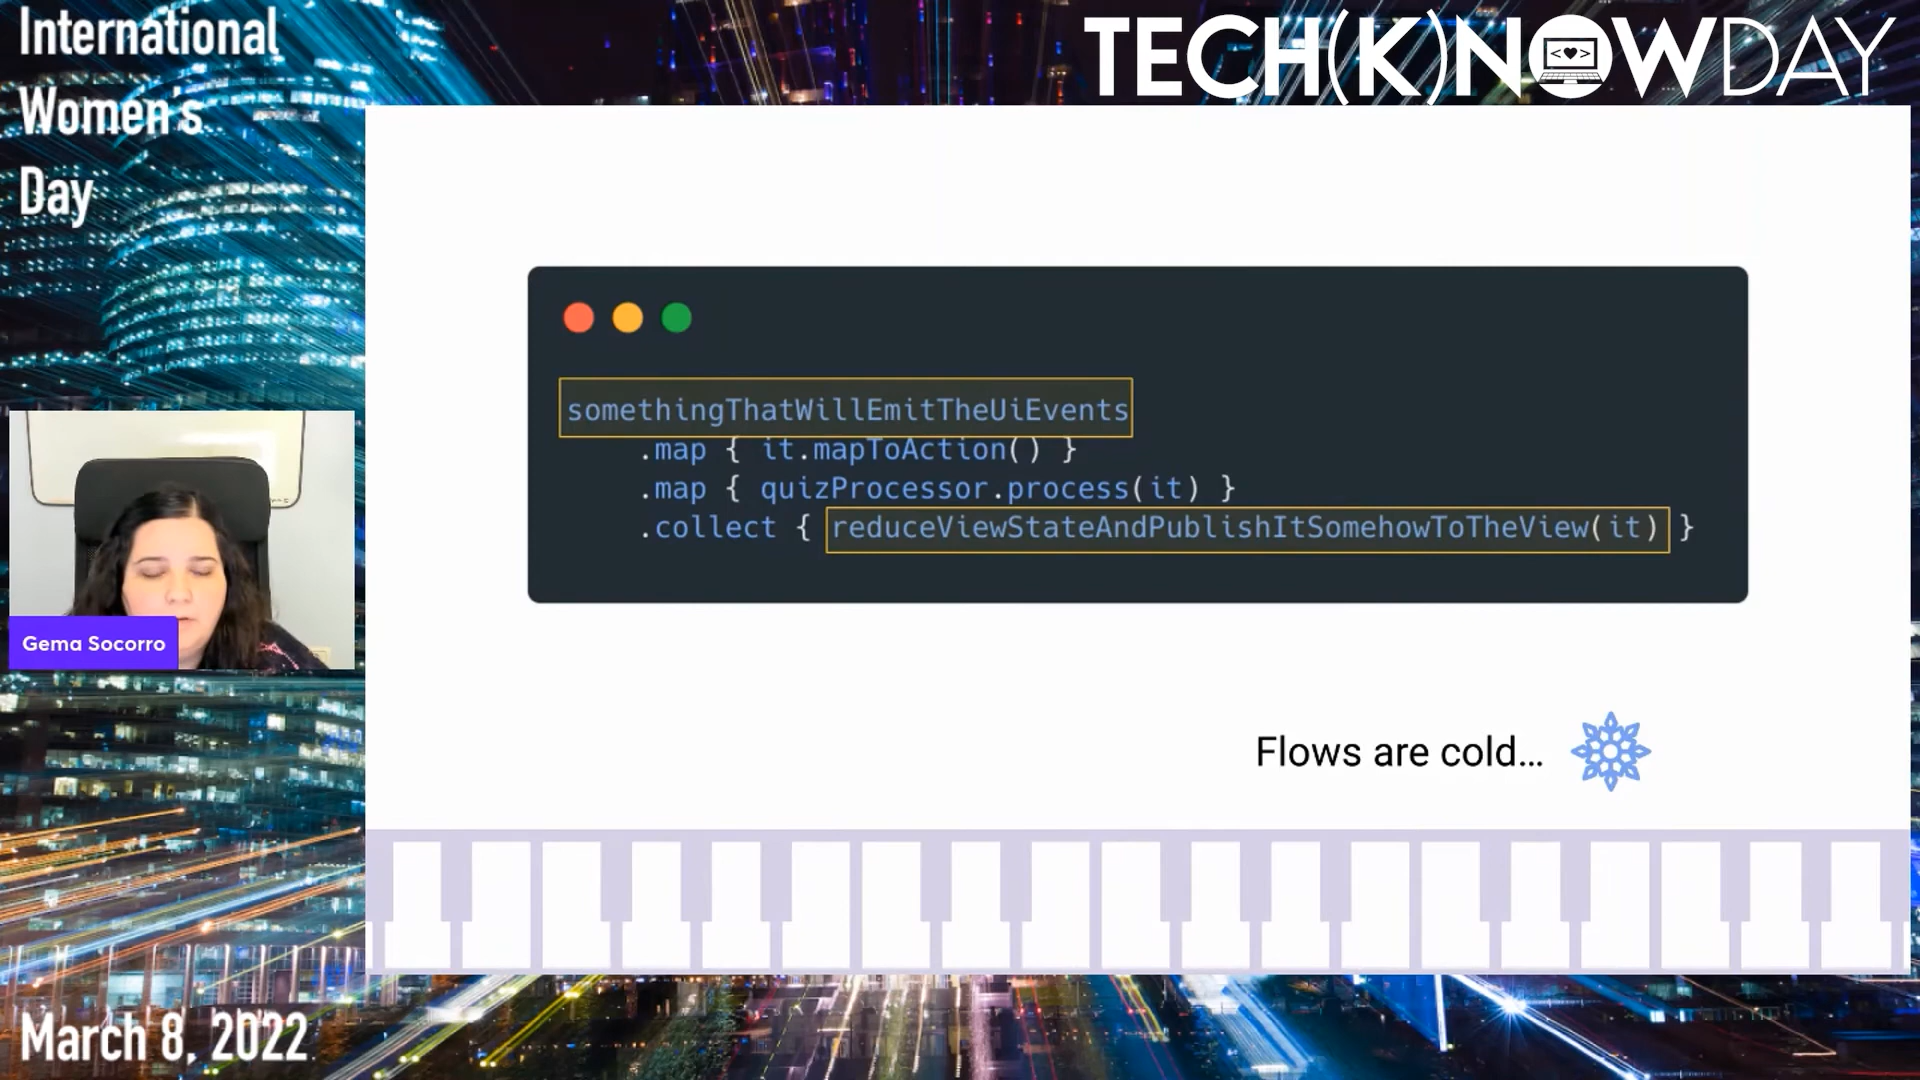 International
Women's
Day
TECH(K)NOWDAY
<♥>
somethingThatWillEmitTheUiEvents
.map { it.mapToAction() }
.map { quizProcessor.process(it) }
.collect { reduceViewStateAndPublishItSomehowToTheView(it) }
Gema Socorro
Flows are cold...
March 8, 2022